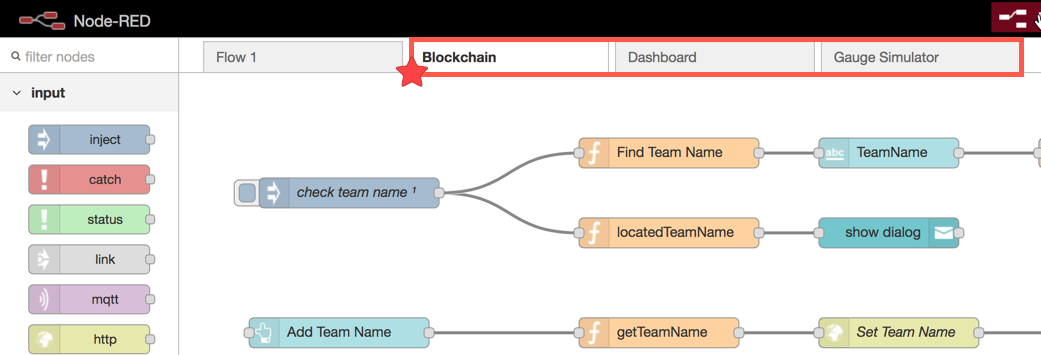 Node-RED
filter nodes
Flow 1
Blockchain
Dashboard
Gauge Simulator
input
inject
catch
status
link
mqtt
http
check team name ¹
Find Team Name
abc
TeamName
locatedTeamName
show dialog
Add Team Name
getTeamName
Set Team Name